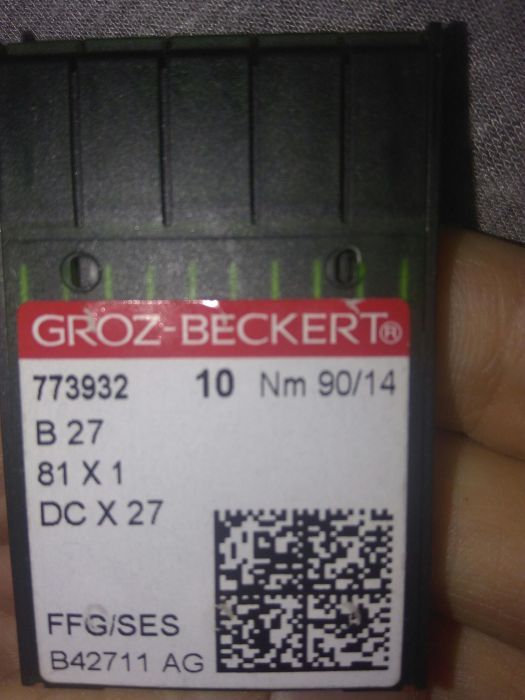 GROZ-BECKERT®
773932 10 Nm 90/14
B 27
81 X 1
DC X 27
FFG/SES
B42711 AG